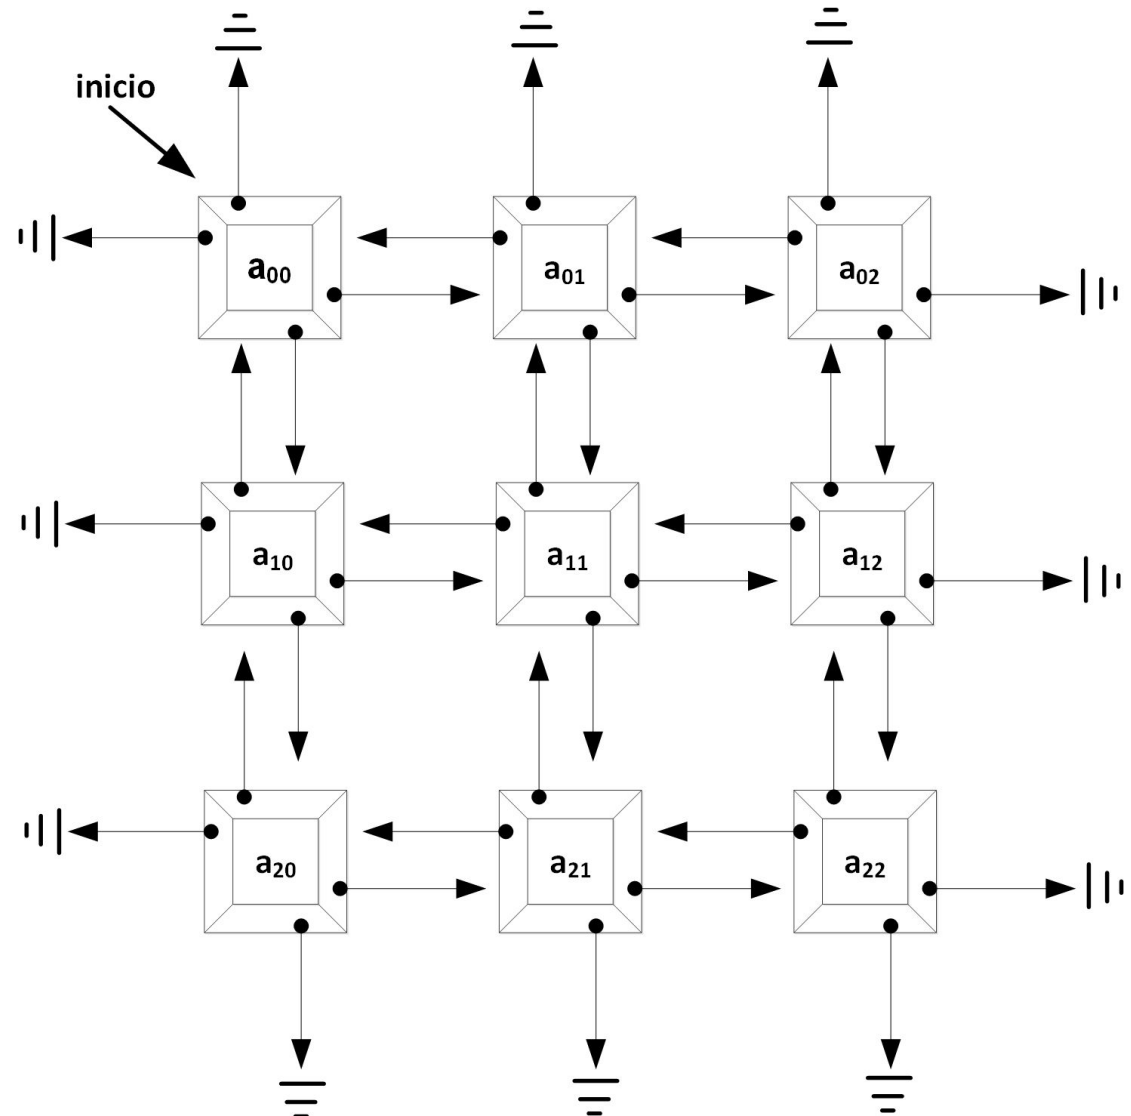 inicio
a₀₀ a₀₁ a₀₂
a₁₀ a₁₁ a₁₂
a₂₀ a₂₁ a₂₂